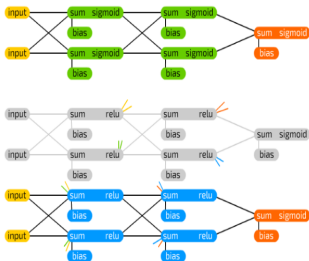 input sum sigmoid sum sigmoid
bias bias sum sigmoid
input sum sigmoid sum sigmoid bias
bias bias
input sum relu sum relu
bias bias sum sigmoid
input sum relu sum relu bias
bias bias
input sum relu sum relu
bias bias sum sigmoid
input sum relu sum relu bias
bias bias